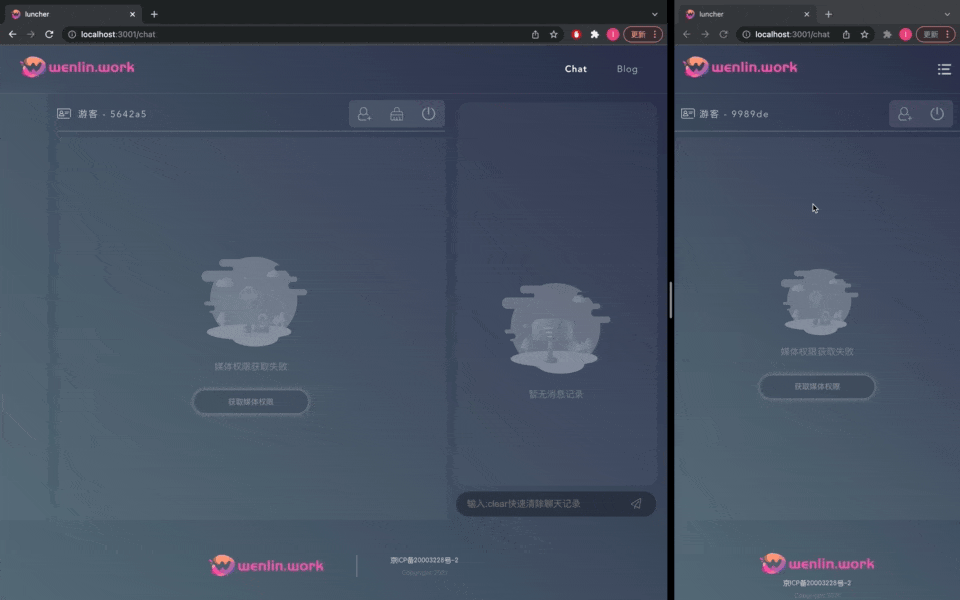 luncher
localhost:3001/chat
更新
wenlin.work
Chat
Blog
游客 - 5642a5
媒体权限获取失败
获取媒体权限
暂无消息记录
输入:clear快速清除聊天记录
wenlin.work
京ICP备20003228号-2
luncher
localhost:3001/chat
更新
wenlin.work
游客 - 9989de
媒体权限获取失败
获取媒体权限
wenlin.work
京ICP备20003228号-2